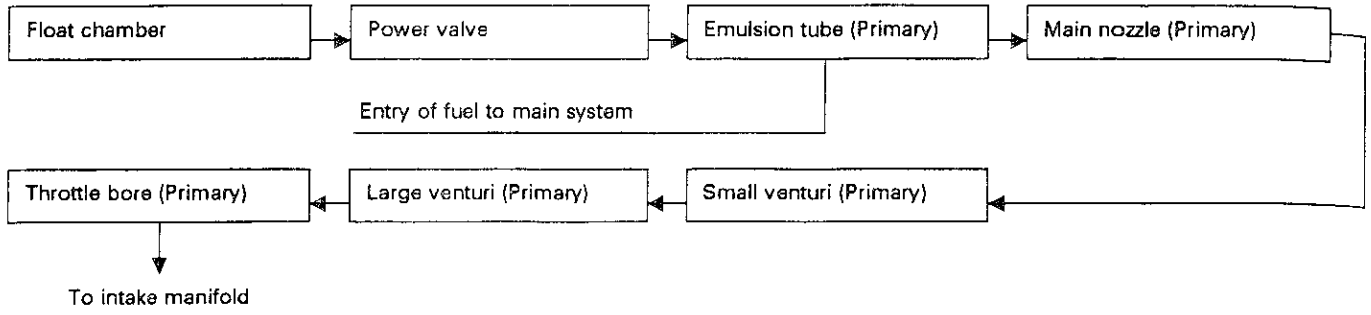 Float chamber
Power valve
Emulsion tube (Primary)
Main nozzle (Primary)
Entry of fuel to main system
Throttle bore (Primary)
Large venturi (Primary)
Small venturi (Primary)
To intake manifold